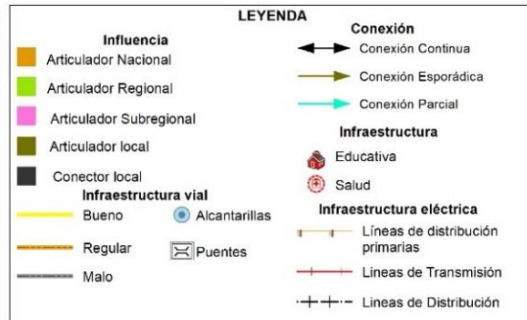 LEYENDA
Influencia
Articulador Nacional
Articulador Regional
Articulador Subregional
Articulador local
Conector local
Infraestructura vial
Bueno
Alcantarillas
Regular
Puentes
Malo
Conexión
Conexión Continua
Conexión Esporádica
Conexión Parcial
Infraestructura
Educativa
Salud
Infraestructura eléctrica
Líneas de distribución
primarias
Lineas de Transmisión
Lineas de Distribución